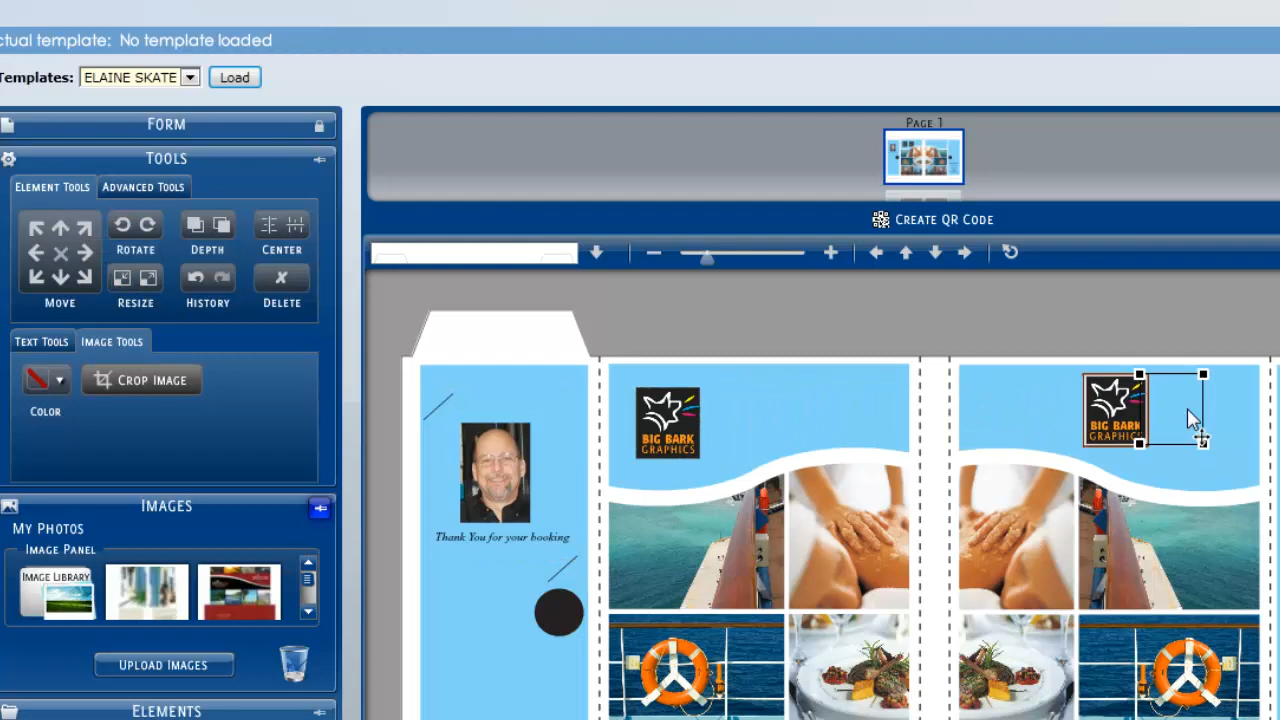 ctual template: No template loaded
Templates: ELAINE SKATE Load
FORM
TOOLS
ELEMENT TOOLS ADVANCED TOOLS
ROTATE DEPTH CENTER
MOVE RESIZE HISTORY DELETE
TEXT TOOLS IMAGE TOOLS
CROP IMAGE
COLOR
IMAGES
MY PHOTOS
IMAGE PANEL
IMAGE LIBRARY
UPLOAD IMAGES
ELEMENTS
PAGE 1
CREATE QR CODE
Thank You for your booking
BIG BARK
GRAPHICS
BIG BARK
GRAPHICS